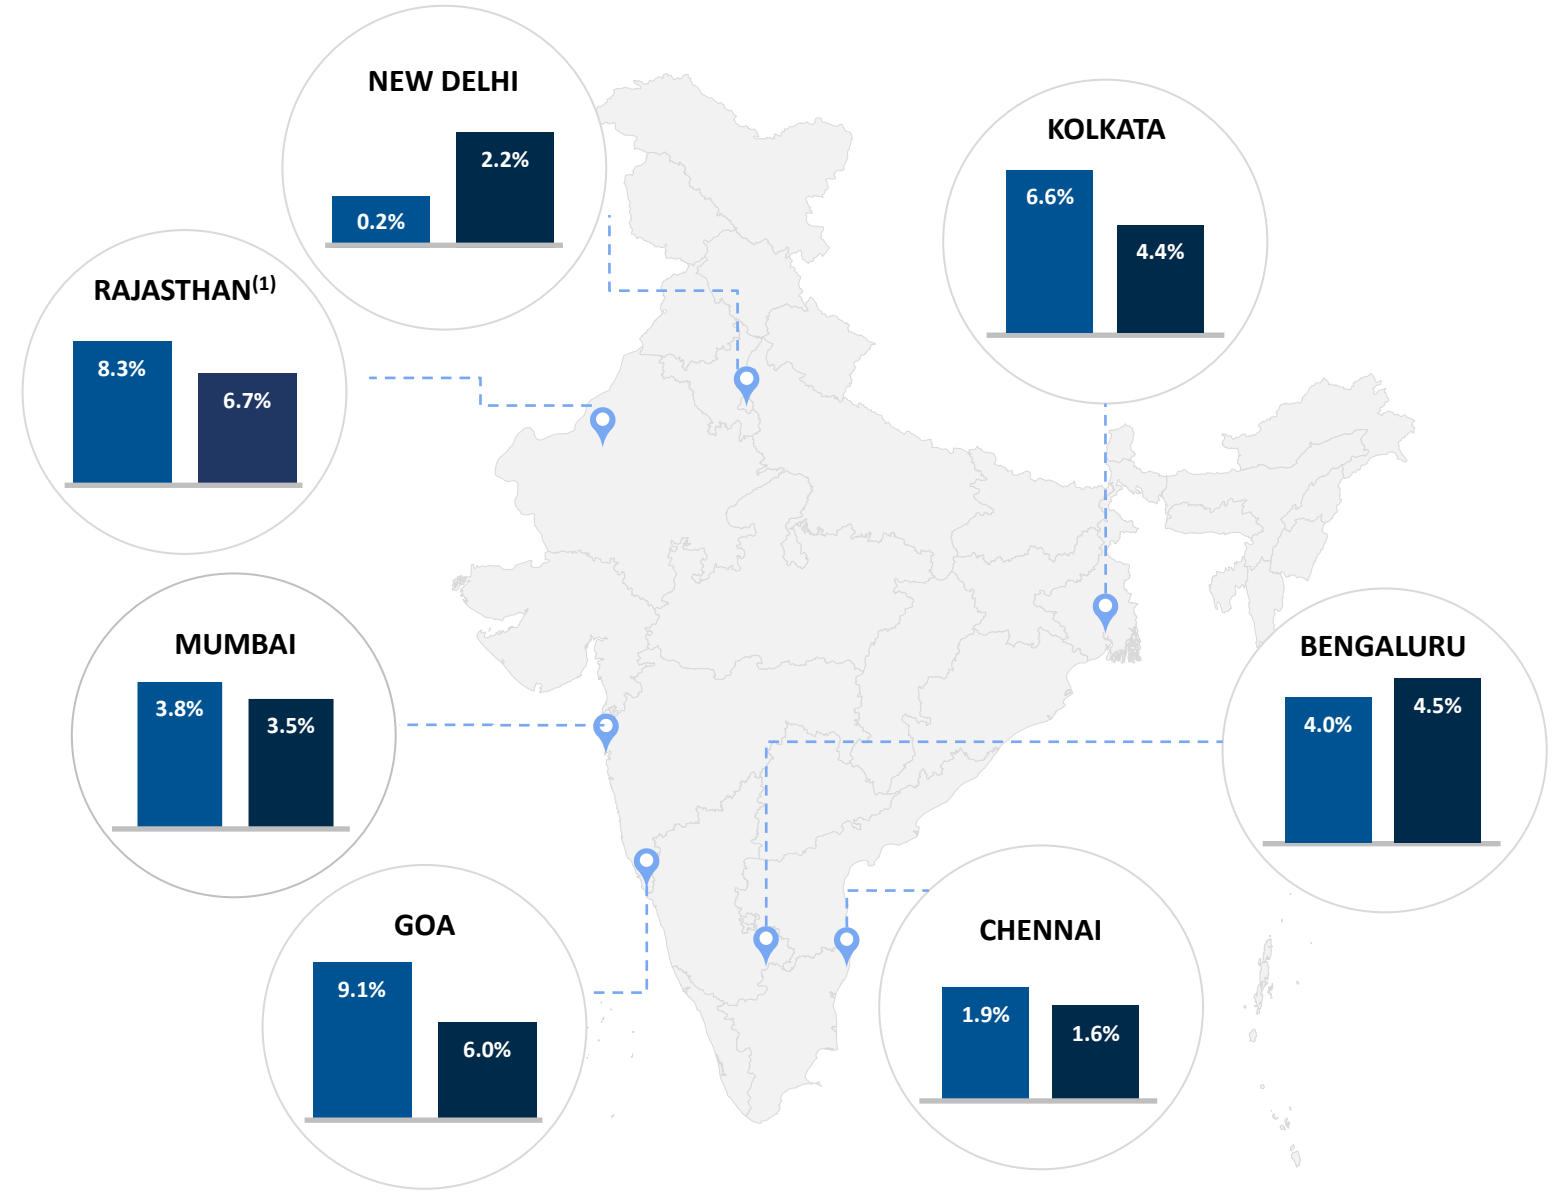 NEW DELHI
0.2%
2.2%
KOLKATA
6.6%
4.4%
RAJASTHAN(1)
8.3%
6.7%
MUMBAI
3.8%
3.5%
BENGALURU
4.0%
4.5%
GOA
9.1%
6.0%
CHENNAI
1.9%
1.6%